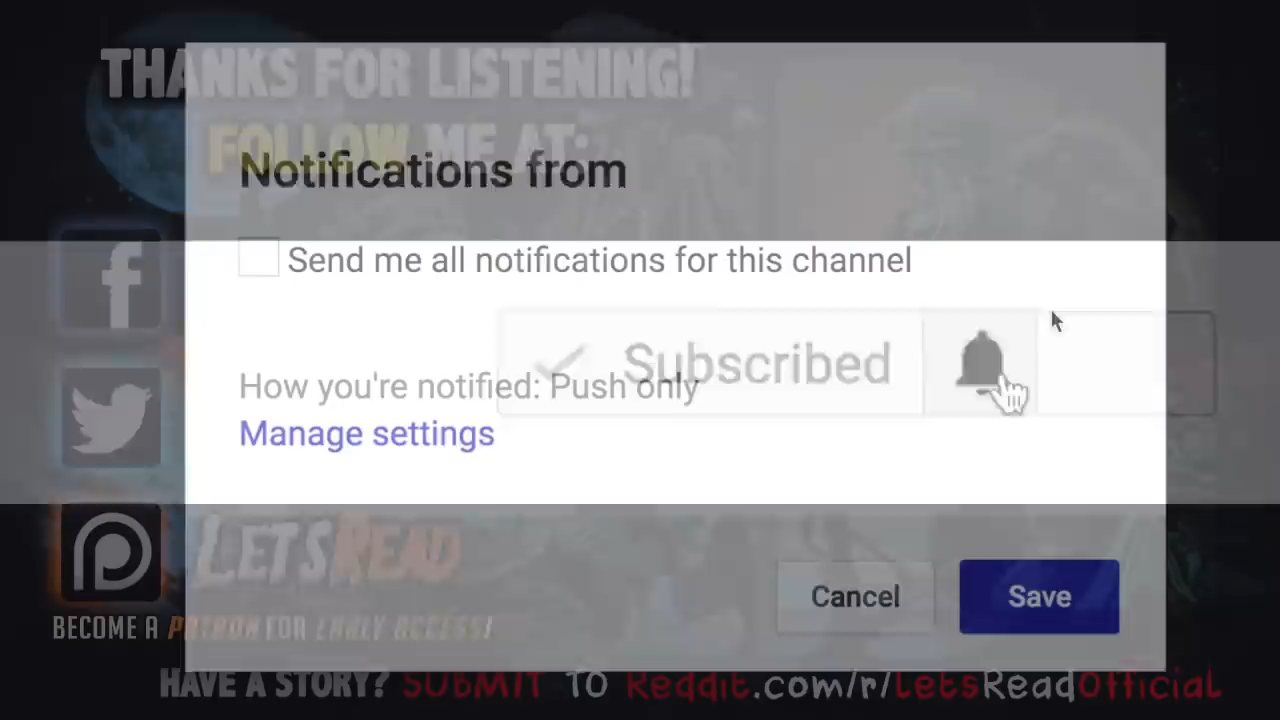 THANKS FOR LISTENING!
FOLLOW ME AT:
Notifications from
Send me all notifications for this channel
Subscribed
How you're notified: Push only
Manage settings
LETSREAD
Cancel
Save
BECOME A PATRON FOR EARLY ACCESS!
HAVE A STORY? SUBMIT TO Reddit.com/r/LetsReadOfficial